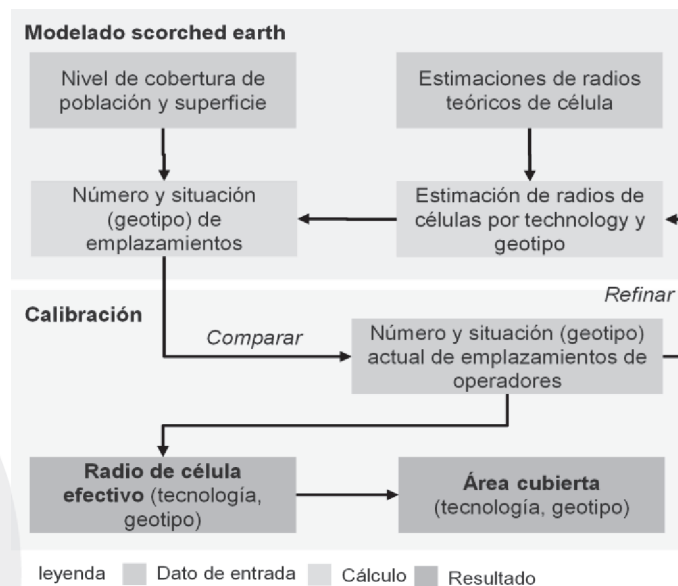 Modelado scorched earth
Nivel de cobertura de
población y superficie
Estimaciones de radios
teóricos de célula
Número y situación
(geotipo) de
emplazamientos
Estimación de radios de
células por technology y
geotipo
Refinar
Calibración
Comparar
Número y situación (geotipo)
actual de emplazamientos de
operadores
Radio de célula
efectivo (tecnología,
geotipo)
Área cubierta
(tecnología, geotipo)
leyenda Dato de entrada Cálculo Resultado